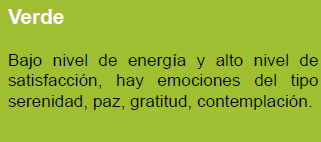 Verde
Bajo nivel de energía y alto nivel de
satisfacción, hay emociones del tipo
serenidad, paz, gratitud, contemplación.